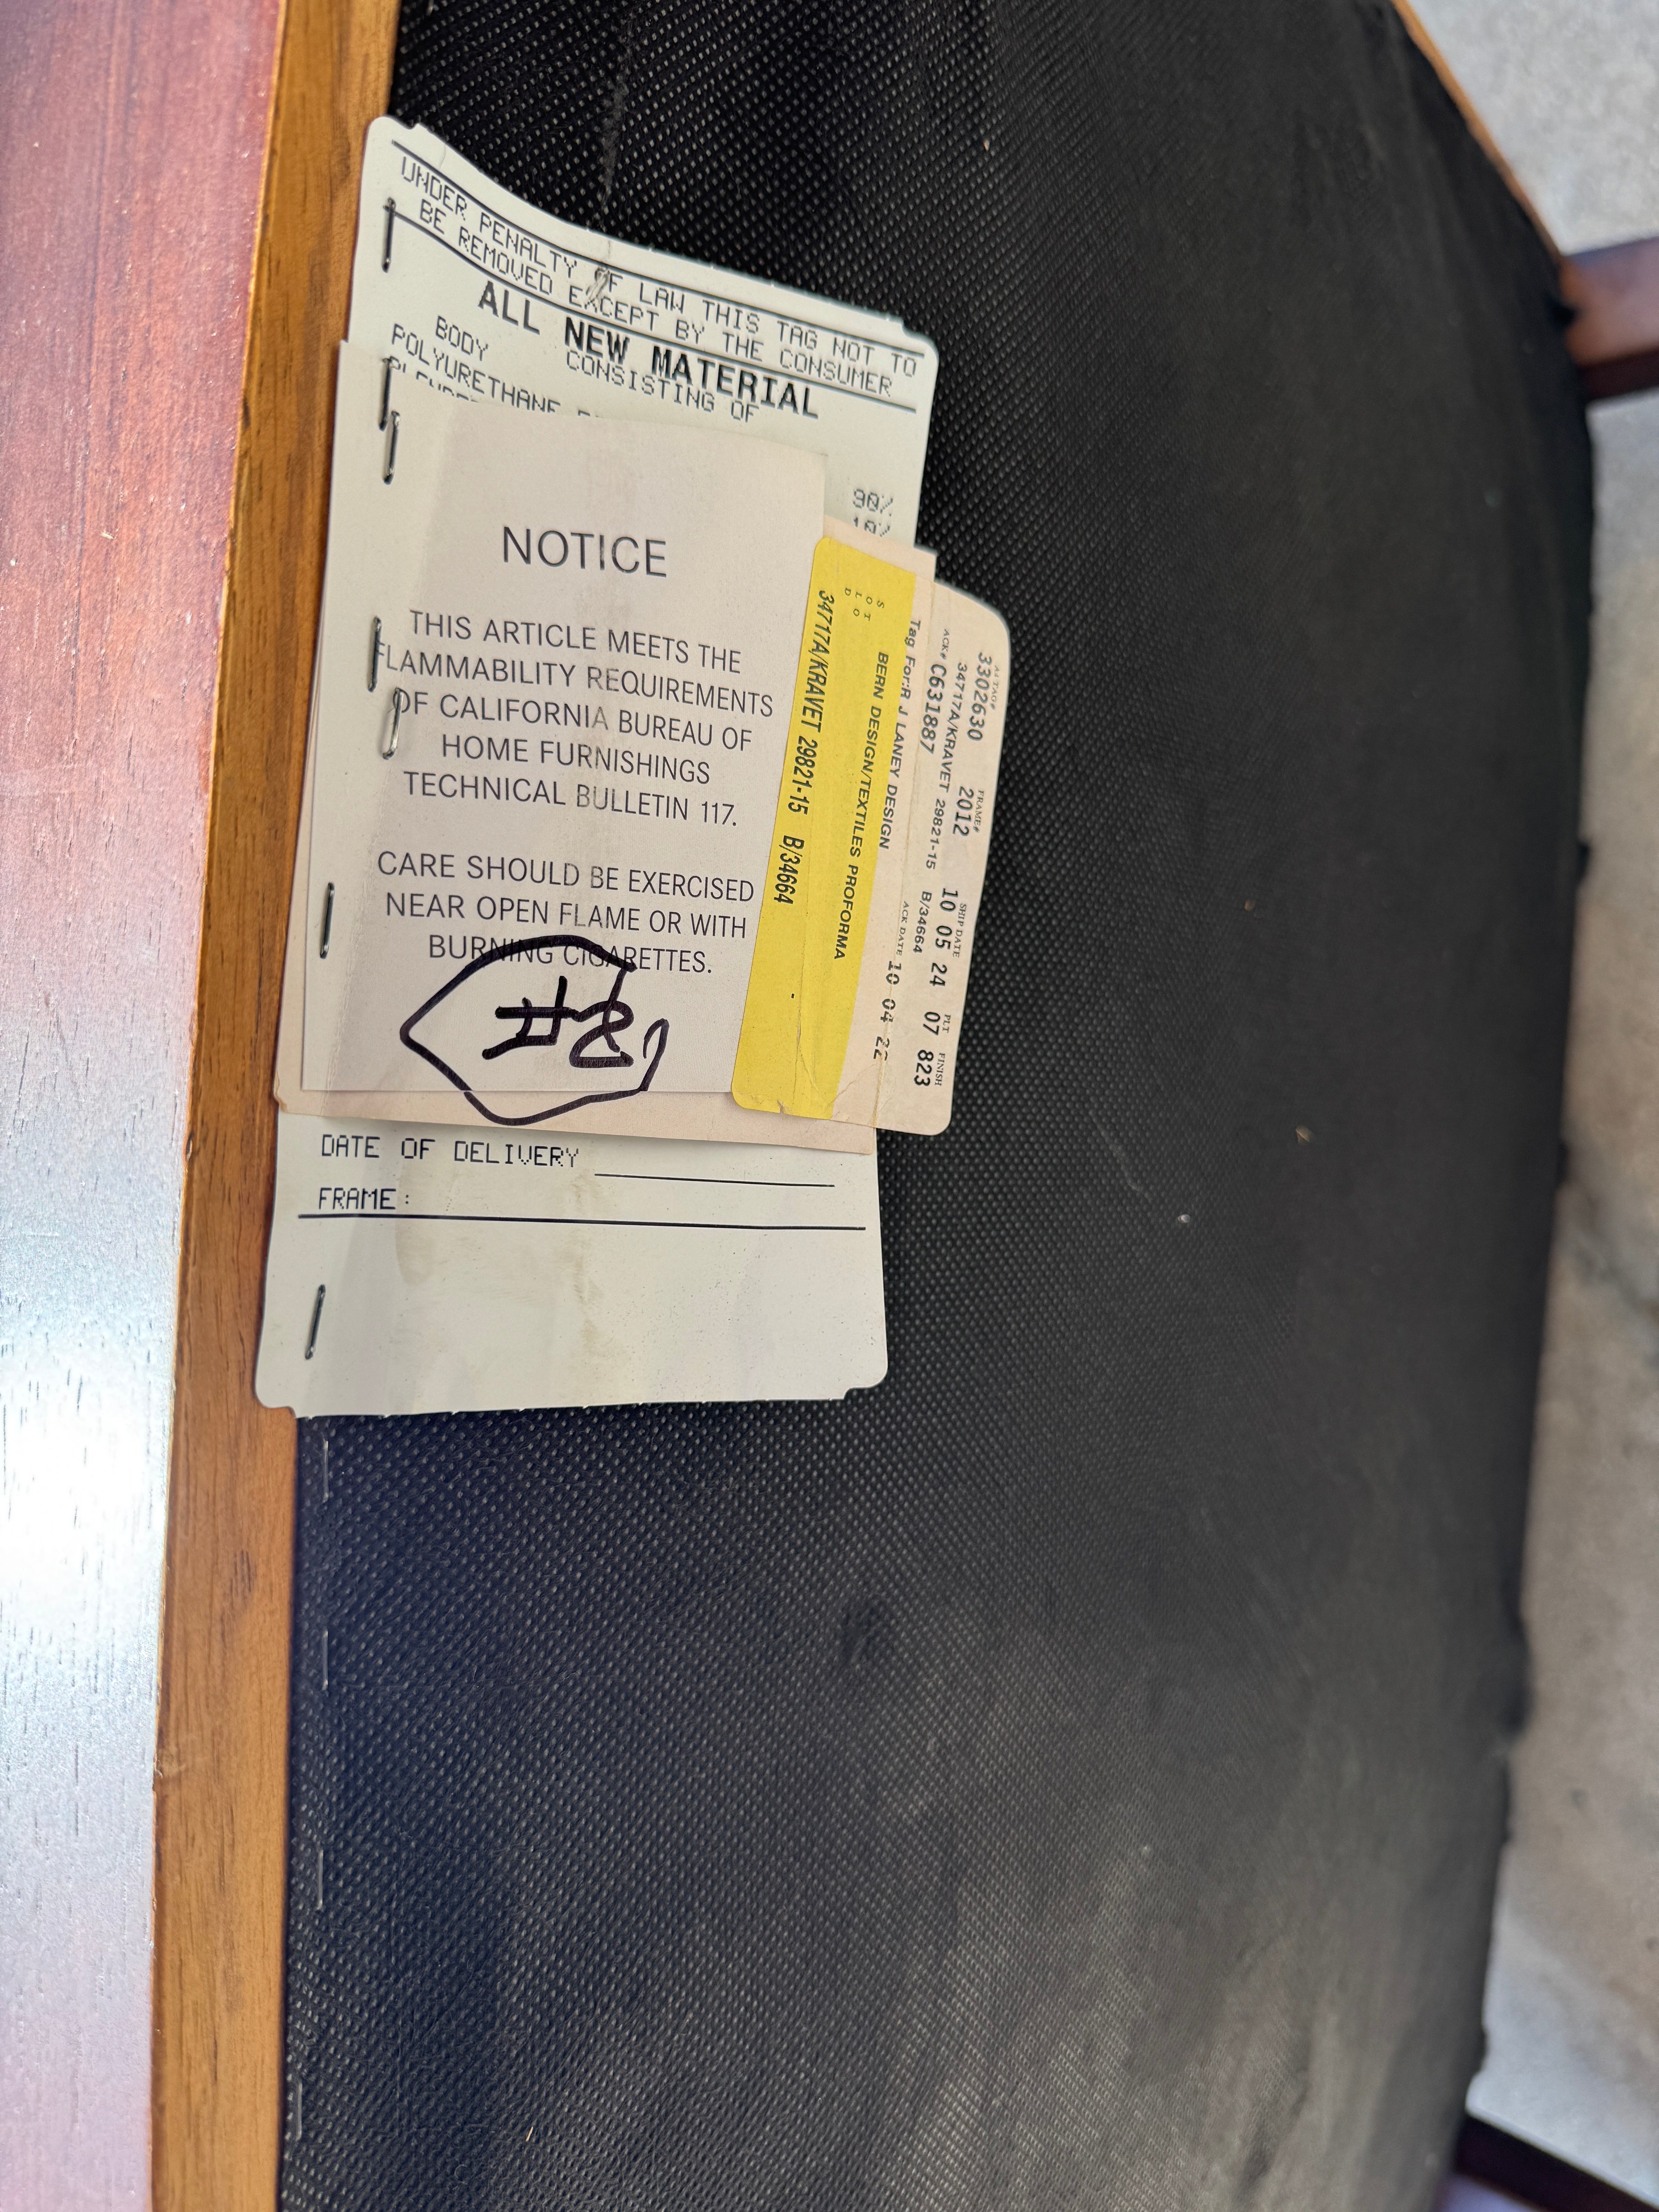 UNDER PENALTY OF LAW THIS TAG NOT TO
BE REMOVED EXCEPT BY THE CONSUMER
ALL NEW MATERIAL
CONSISTING OF
BODY
POLYURETHANE
90%
10%
NOTICE
THIS ARTICLE MEETS THE
FLAMMABILITY REQUIREMENTS
OF CALIFORNIA BUREAU OF
HOME FURNISHINGS
TECHNICAL BULLETIN 117.
CARE SHOULD BE EXERCISED
NEAR OPEN FLAME OR WITH
BURNING CIGARETTES.
#8
DATE OF DELIVERY
FRAME:
3302630 2012 10 05 24 07 823
FRAME# SHIP DATE PLT FINISH
34717A/KRAVET 29821-15 B/34664
ACK# C631887 ACK DATE 10 04 22
Tag For:R J LANEY DESIGN
S O L D
T O
BERN DESIGN/TEXTILES PROFORMA
34717A/KRAVET 29821-15 B/34664